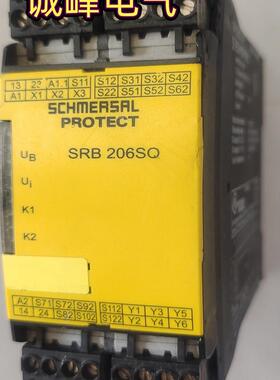 诚峰电气
13 23 A1.1 S11 S12 S31 S32 S42
A1 X1 X2 X3 S22 S51 S52 S62
SCHMERSAL
PROTECT
UB SRB 206SQ
Ui
K1
K2
A2 S71 S72 S92 S112 Y1 Y3 Y5
14 24 S82 S102 S122 Y2 Y4 Y6